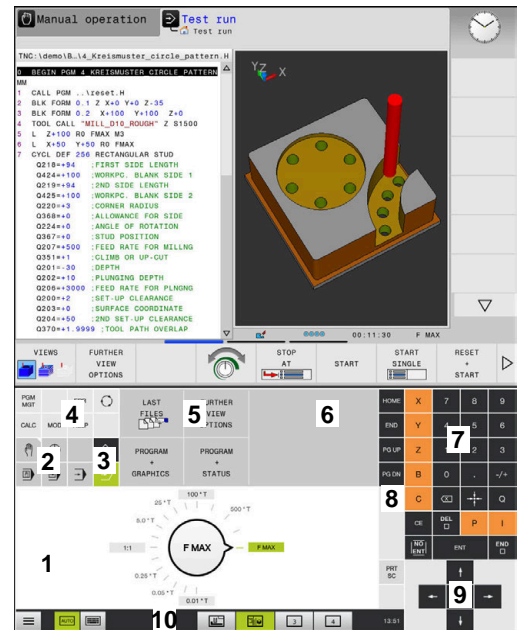 Manual operation
Test run
Test run
TNC:\demo\B…\4_Kreismuster_circle_pattern.H
0 BEGIN PGM 4_KREISMUSTER_CIRCLE_PATTERN
MM
1 CALL PGM ..\reset.H
2 BLK FORM 0.1 Z X+0 Y+0 Z-35
3 BLK FORM 0.2 X+100 Y+100 Z+0
4 TOOL CALL "MILL_D10_ROUGH" Z S1500
5 L Z+100 R0 FMAX M3
6 L X+50 Y+50 R0 FMAX
7 CYCL DEF 256 RECTANGULAR STUD
Q218=+94 ;FIRST SIDE LENGTH
Q424=+100 ;WORKPC. BLANK SIDE 1
Q219=+94 ;2ND SIDE LENGTH
Q425=+100 ;WORKPC. BLANK SIDE 2
Q220=+3 ;CORNER RADIUS
Q368=+0 ;ALLOWANCE FOR SIDE
Q224=+0 ;ANGLE OF ROTATION
Q367=+0 ;STUD POSITION
Q207=+500 ;FEED RATE FOR MILLNG
Q351=+1 ;CLIMB OR UP-CUT
Q201=-30 ;DEPTH
Q202=+10 ;PLUNGING DEPTH
Q206=+3000 ;FEED RATE FOR PLNGNG
Q200=+2 ;SET-UP CLEARANCE
Q203=+0 ;SURFACE COORDINATE
Q204=+50 ;2ND SET-UP CLEARANCE
Q370=+1.9999 ;TOOL PATH OVERLAP
YZ X
00:11:30 F MAX
VIEWS
FURTHER
VIEW
OPTIONS
STOP
AT
START
START
SINGLE
RESET
+
START
PGM
MGT
4
CALC MOD
2 3
LAST
FILES
5
FURTHER
VIEW
OPTIONS
PROGRAM
+
GRAPHICS
PROGRAM
+
STATUS
6
HOME X 7 8 9
END Y 5 6
7
PG UP Z 2 3
PG DN B 0 . -/+
8 C Q
CE DEL P I
NO
ENT
ENT
END
PRT
SC
9
1
100°T
25°T 500°T
5.0°T
1:1 F MAX F MAX
0.25°T
0.05°T
0.01°T
AUTO 10 3 4 13:51